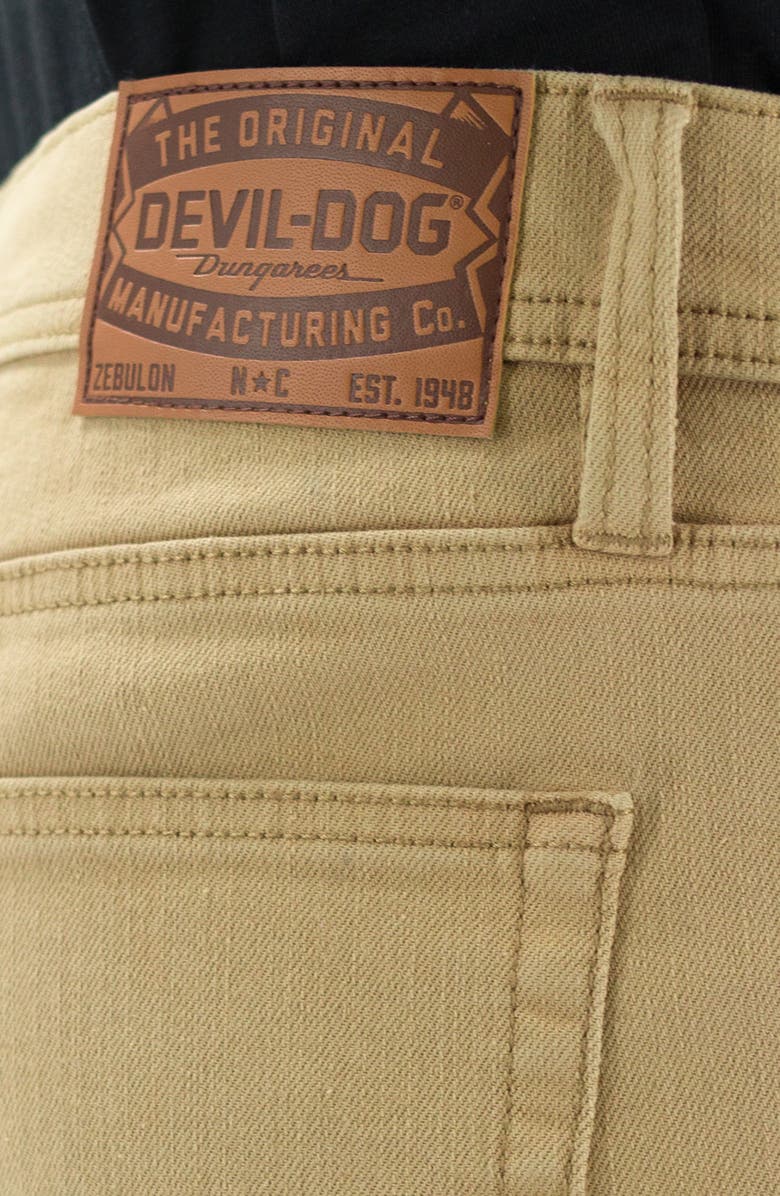 THE ORIGINAL
DEVIL-DOG®
Dungarees
MANUFACTURING Co.
ZEBULON N★C EST. 1948